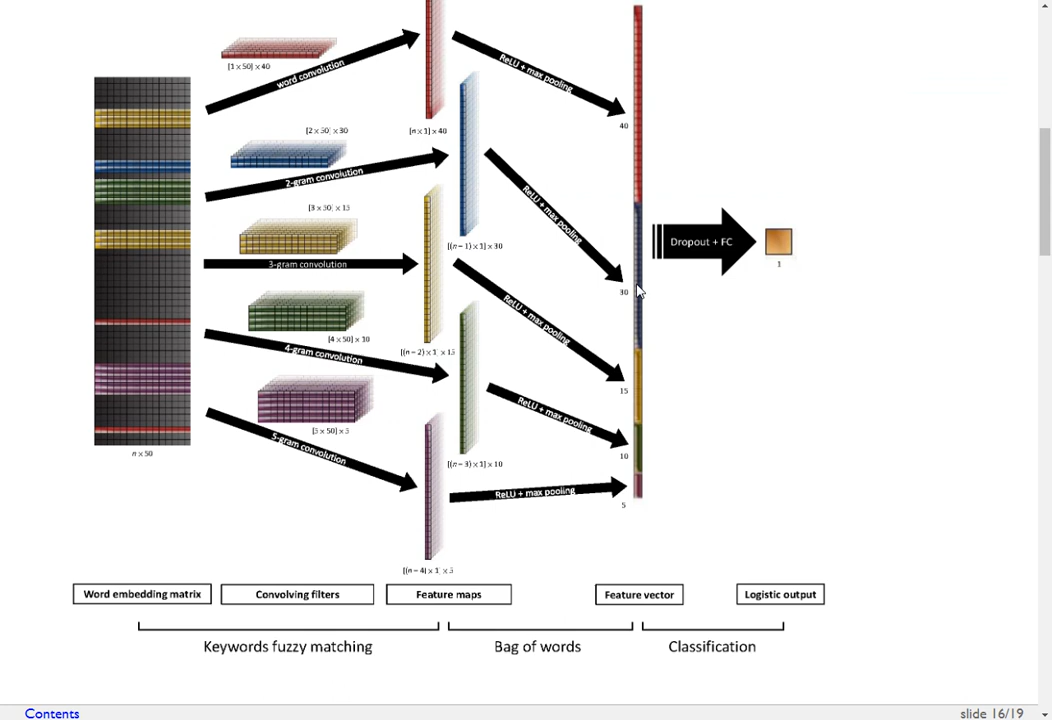 [1 x 50] x 40
word convolution
ReLU + max pooling
[n x 1] x 40
40
[2 x 50] x 30
2-gram convolution
ReLU + max pooling
[(n − 1) x 1] x 30
30
[3 x 50] x 15
3-gram convolution
ReLU + max pooling
[(n − 2) x 1] x 15
15
[4 x 50] x 10
4-gram convolution
ReLU + max pooling
[(n − 3) x 1] x 10
10
[5 x 50] x 5
5-gram convolution
ReLU + max pooling
[(n − 4) x 1] x 5
5
n x 50
Dropout + FC
1
Word embedding matrix
Convolving filters
Feature maps
Feature vector
Logistic output
Keywords fuzzy matching
Bag of words
Classification
Contents
slide 16/19